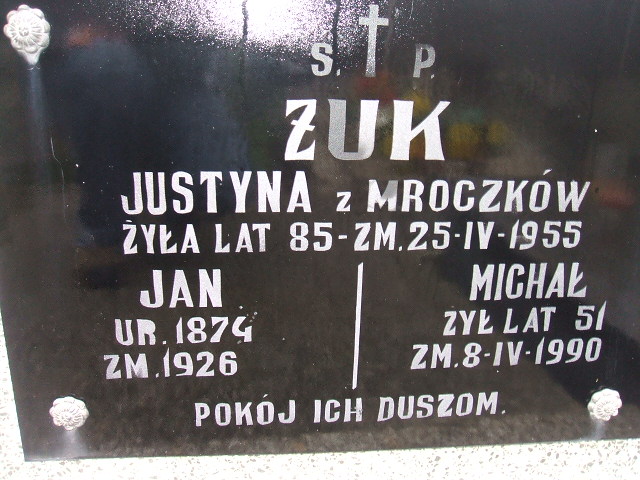 Ś. P.
ŻUK
JUSTYNA z MROCZKÓW
ŻYŁA LAT 85-ZM.25-IV-1955
JAN
UR.1874
ZM.1926
MICHAŁ
ŻYŁ LAT 51
ZM.8-IV-1990
POKÓJ ICH DUSZOM.